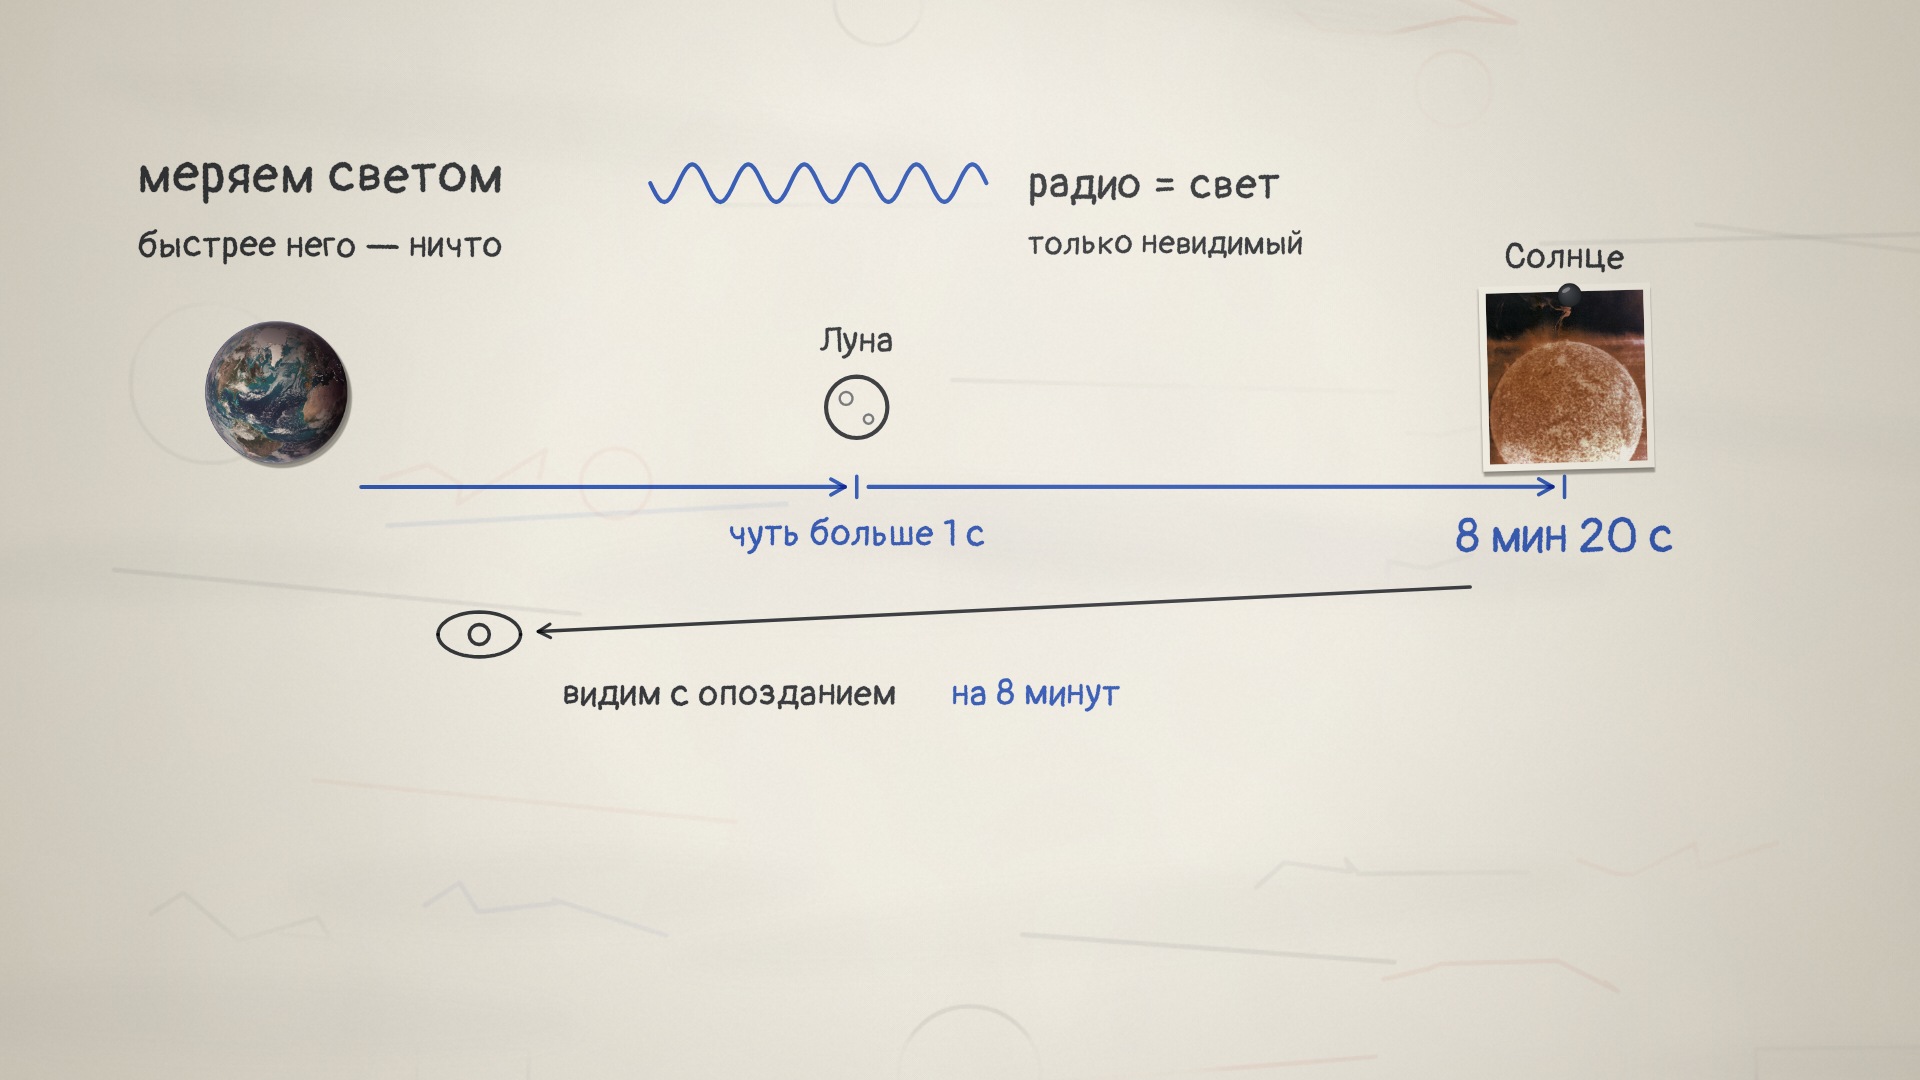 меряем светом
быстрее него — ничто
радио = свет
только невидимый
Солнце
Луна
чуть больше 1 с
8 мин 20 с
видим с опозданием на 8 минут